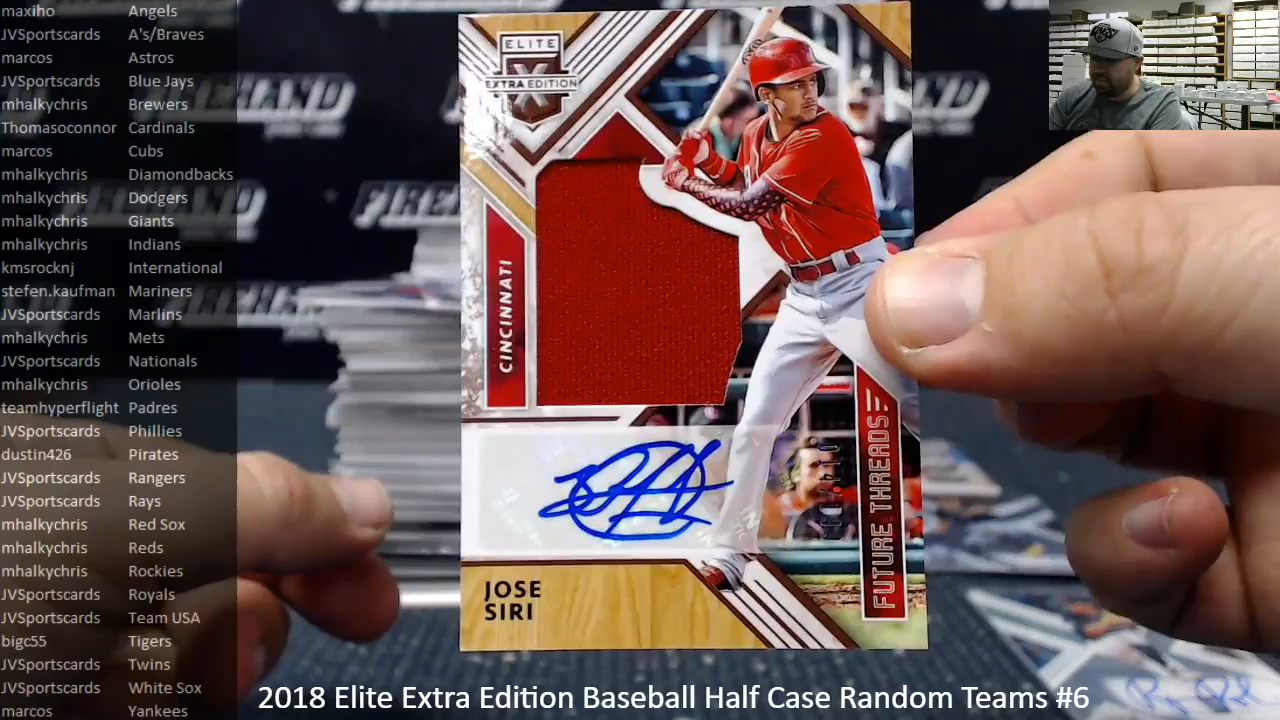 maxiho Angels
JVSportscards A's/Braves
marcos Astros
JVSportscards Blue Jays
mhalkychris Brewers
Thomasoconnor Cardinals
marcos Cubs
mhalkychris Diamondbacks
mhalkychris Dodgers
mhalkychris Giants
mhalkychris Indians
kmsrocknj International
stefen.kaufman Mariners
JVSportscards Marlins
mhalkychris Mets
JVSportscards Nationals
mhalkychris Orioles
teamhyperflight Padres
JVSportscards Phillies
dustin426 Pirates
JVSportscards Rangers
JVSportscards Rays
mhalkychris Red Sox
mhalkychris Reds
mhalkychris Rockies
JVSportscards Royals
JVSportscards Team USA
bigc55 Tigers
JVSportscards Twins
JVSportscards White Sox
marcos Yankees
ELITE
X
EXTRA EDITION
CINCINNATI
FUTURE THREADS
JOSE
SIRI
2018 Elite Extra Edition Baseball Half Case Random Teams #6